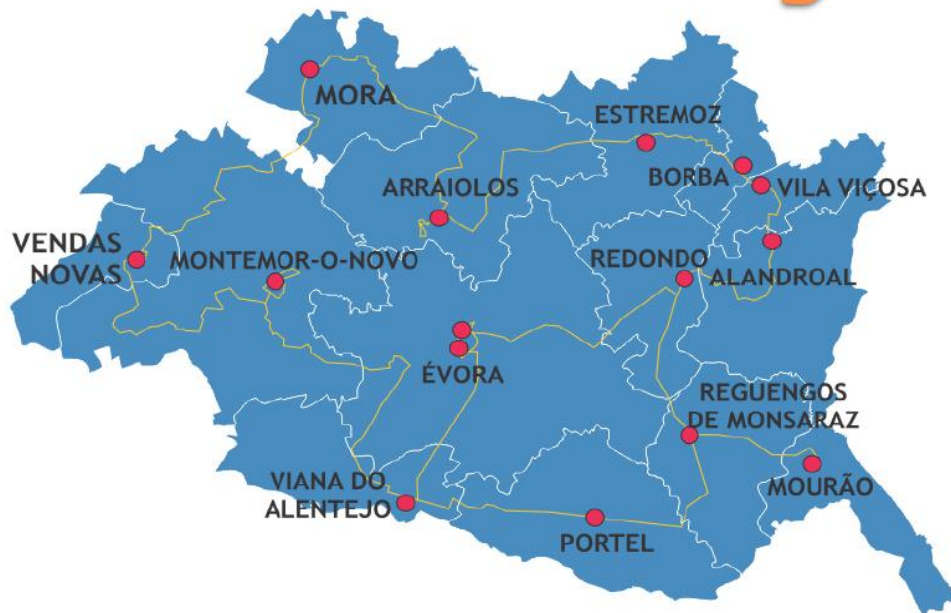 MORA
ESTREMOZ
BORBA
VILA VIÇOSA
ARRAIOLOS
VENDAS
NOVAS
MONTEMOR-O-NOVO
REDONDO
ALANDROAL
ÉVORA
REGUENGOS
DE MONSARAZ
MOURÃO
VIANA DO
ALENTEJO
PORTEL